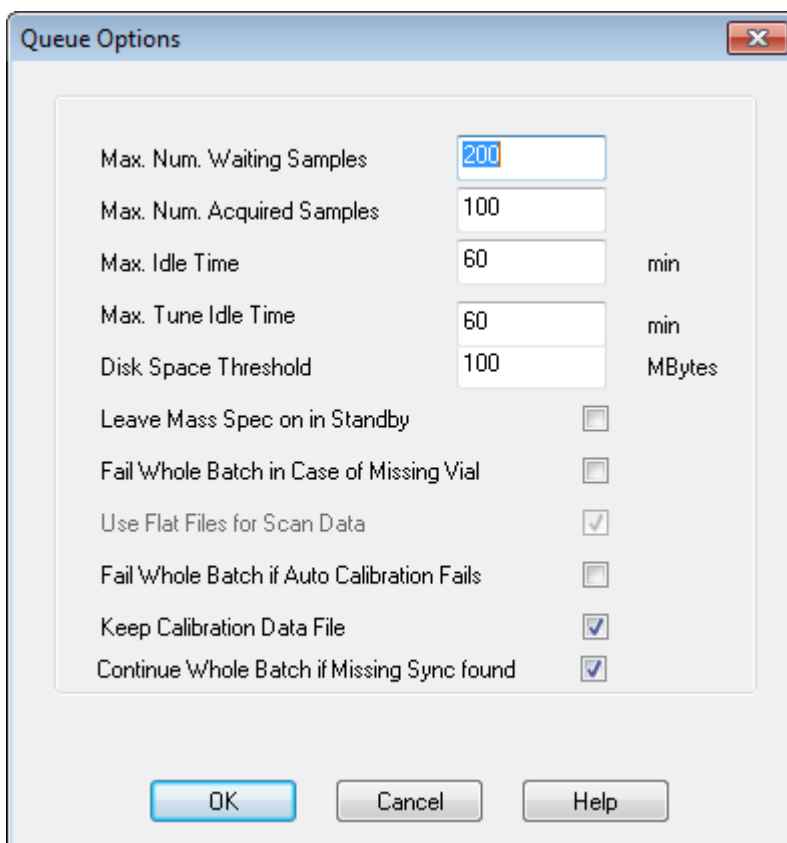 Queue Options
Max. Num. Waiting Samples 200
Max. Num. Acquired Samples 100
Max. Idle Time 60 min
Max. Tune Idle Time 60 min
Disk Space Threshold 100 MBytes
Leave Mass Spec on in Standby
Fail Whole Batch in Case of Missing Vial
Use Flat Files for Scan Data
Fail Whole Batch if Auto Calibration Fails
Keep Calibration Data File
Continue Whole Batch if Missing Sync found
OK Cancel Help